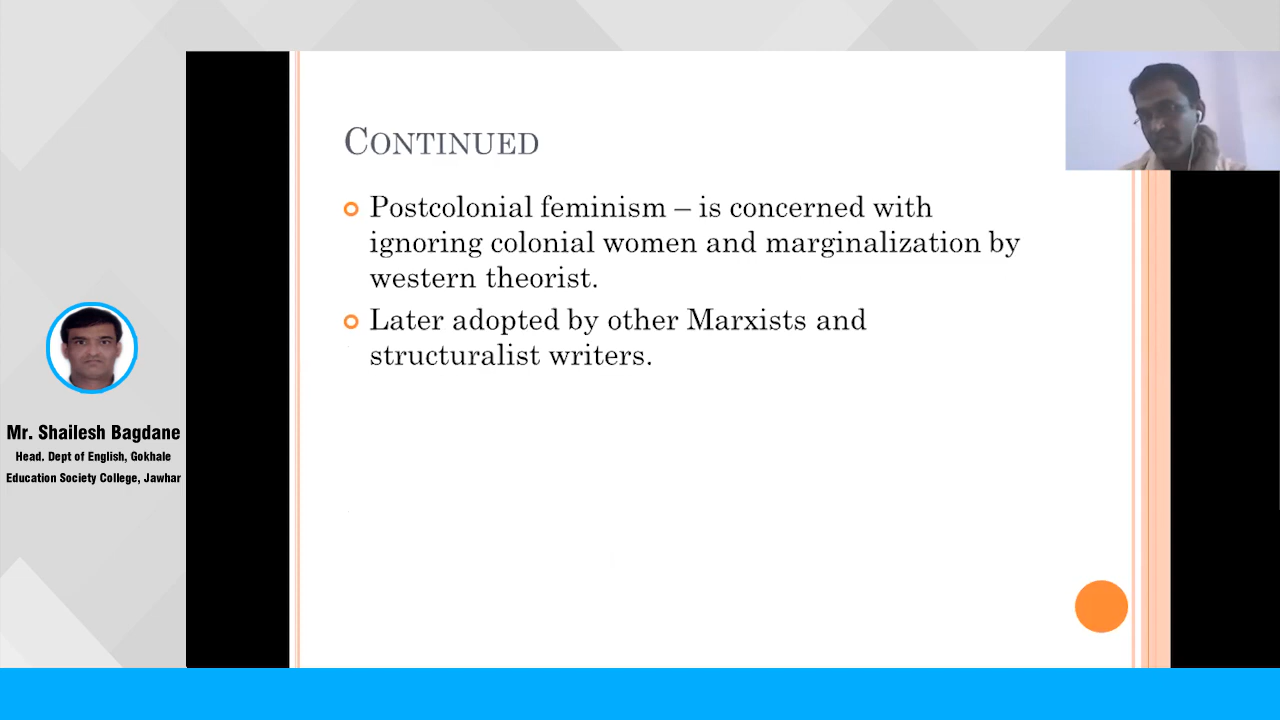 CONTINUED
Postcolonial feminism – is concerned with
ignoring colonial women and marginalization by
western theorist.
Later adopted by other Marxists and
structuralist writers.
Mr. Shailesh Bagdane
Head. Dept of English, Gokhale
Education Society College, Jawhar